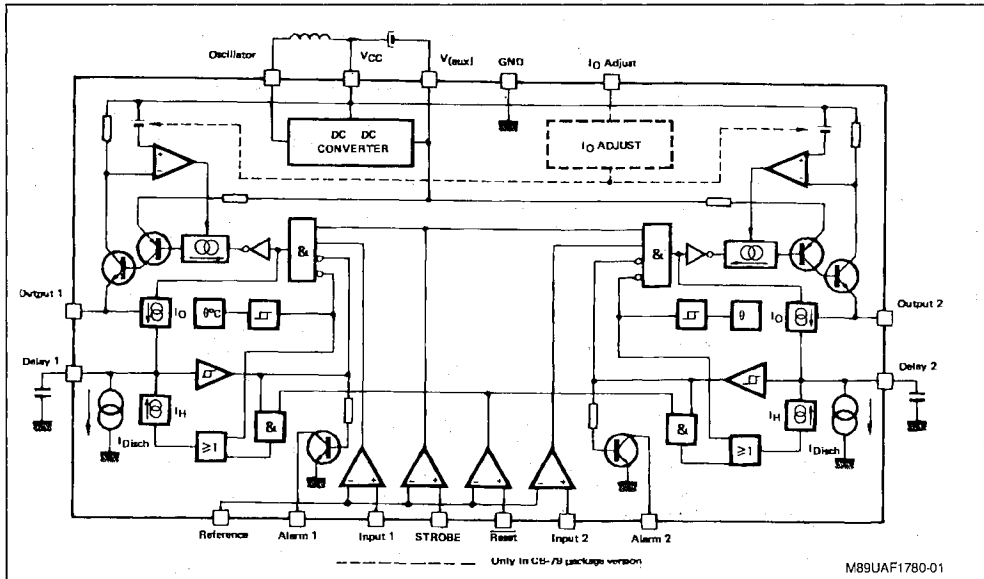 Oscillator
VCC
V(aux)
GND
IO Adjust
DC DC
CONVERTER
IO ADJUST
&
&
Output 1
IO
θ°C
θ
IO
Output 2
Delay 1
Delay 2
IDisch
IH
≥1
&
&
≥1
IH
IDisch
- +
- +
- +
- +
Reference
Alarm 1
Input 1
STROBE
Reset
Input 2
Alarm 2
Only in CB-79 package version
M89UAF1780-01